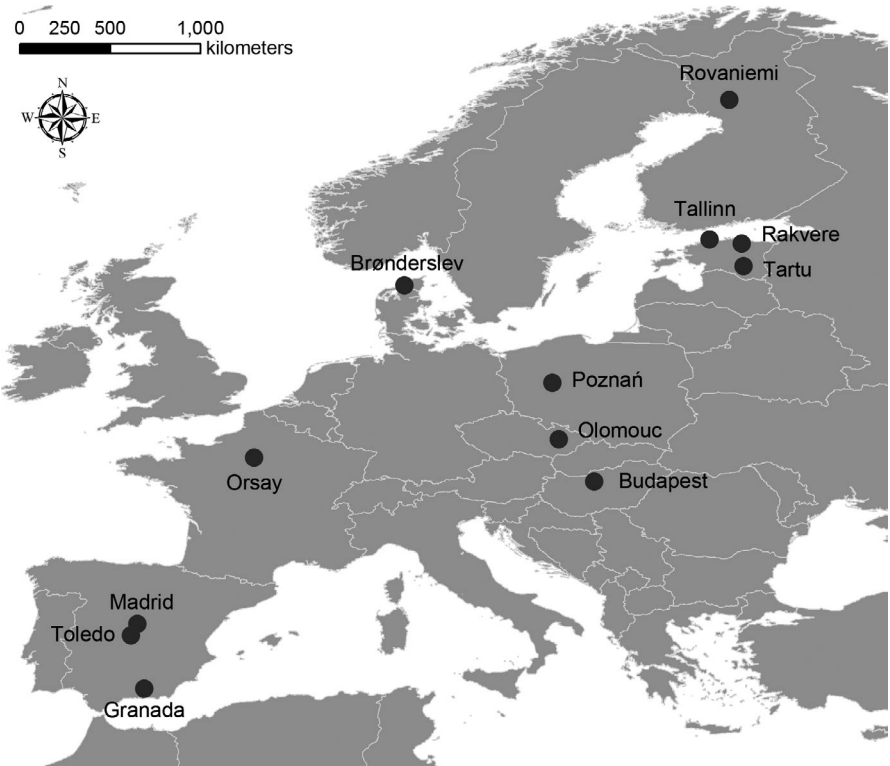 0 250 500 1,000
kilometers
N
W E
S
Rovaniemi
Tallinn
Rakvere
Tartu
Brønderslev
Poznań
Olomouc
Budapest
Orsay
Madrid
Toledo
Granada